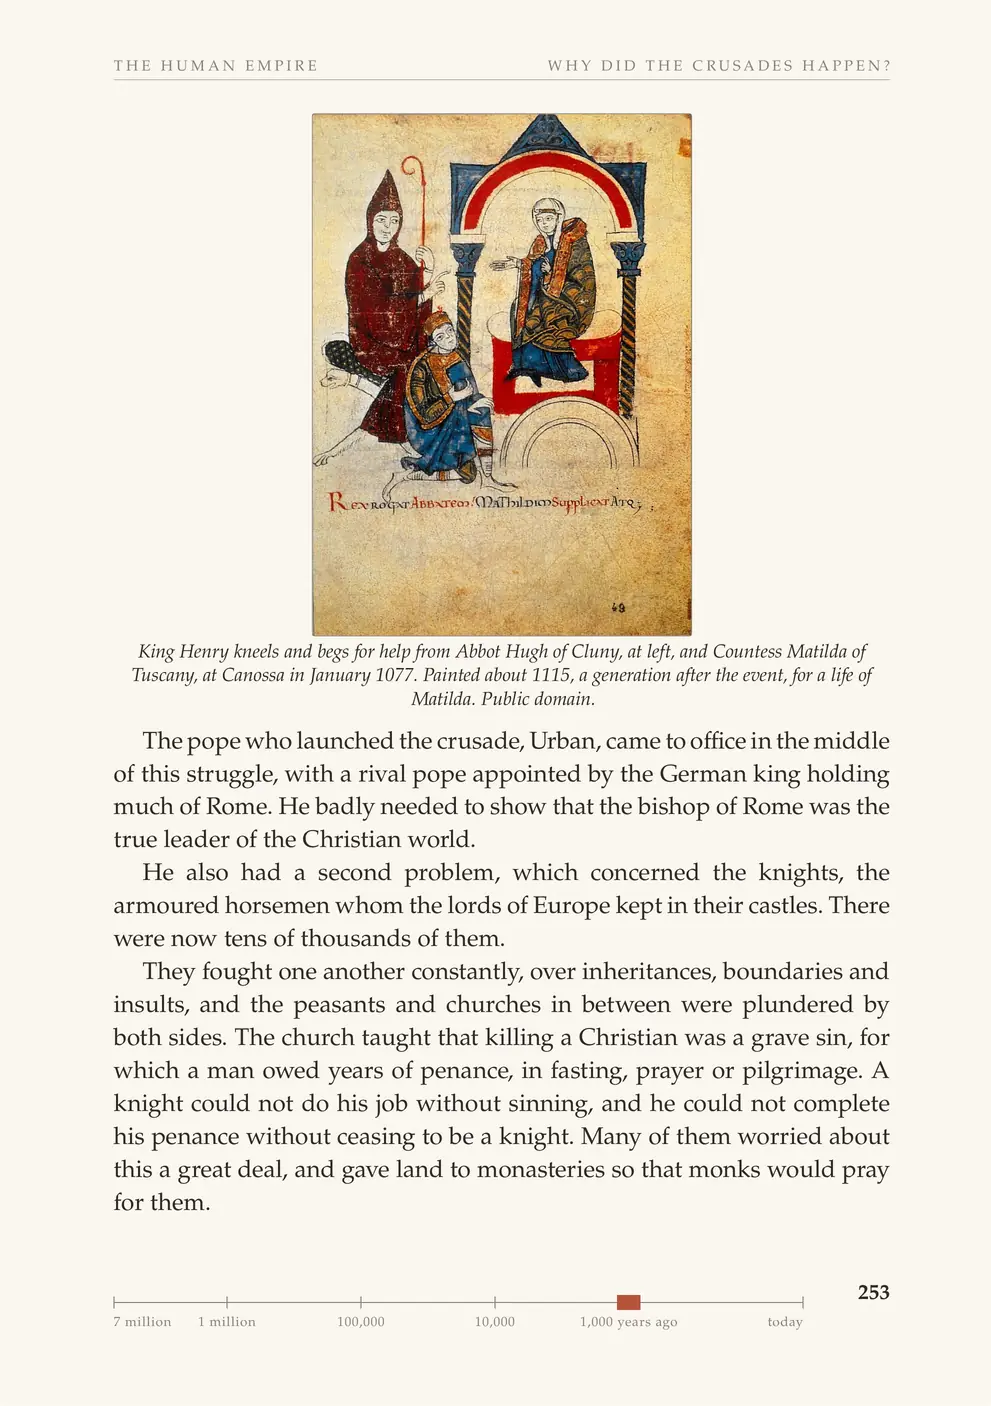 THE HUMAN EMPIRE
WHY DID THE CRUSADES HAPPEN?
Rex rogat Abbatem Mathildim Supplicat Atq;
49
King Henry kneels and begs for help from Abbot Hugh of Cluny, at left, and Countess Matilda of
Tuscany, at Canossa in January 1077. Painted about 1115, a generation after the event, for a life of
Matilda. Public domain.
The pope who launched the crusade, Urban, came to office in the middle
of this struggle, with a rival pope appointed by the German king holding
much of Rome. He badly needed to show that the bishop of Rome was the
true leader of the Christian world.
He also had a second problem, which concerned the knights, the
armoured horsemen whom the lords of Europe kept in their castles. There
were now tens of thousands of them.
They fought one another constantly, over inheritances, boundaries and
insults, and the peasants and churches in between were plundered by
both sides. The church taught that killing a Christian was a grave sin, for
which a man owed years of penance, in fasting, prayer or pilgrimage. A
knight could not do his job without sinning, and he could not complete
his penance without ceasing to be a knight. Many of them worried about
this a great deal, and gave land to monasteries so that monks would pray
for them.
253
7 million 1 million 100,000 10,000 1,000 years ago today